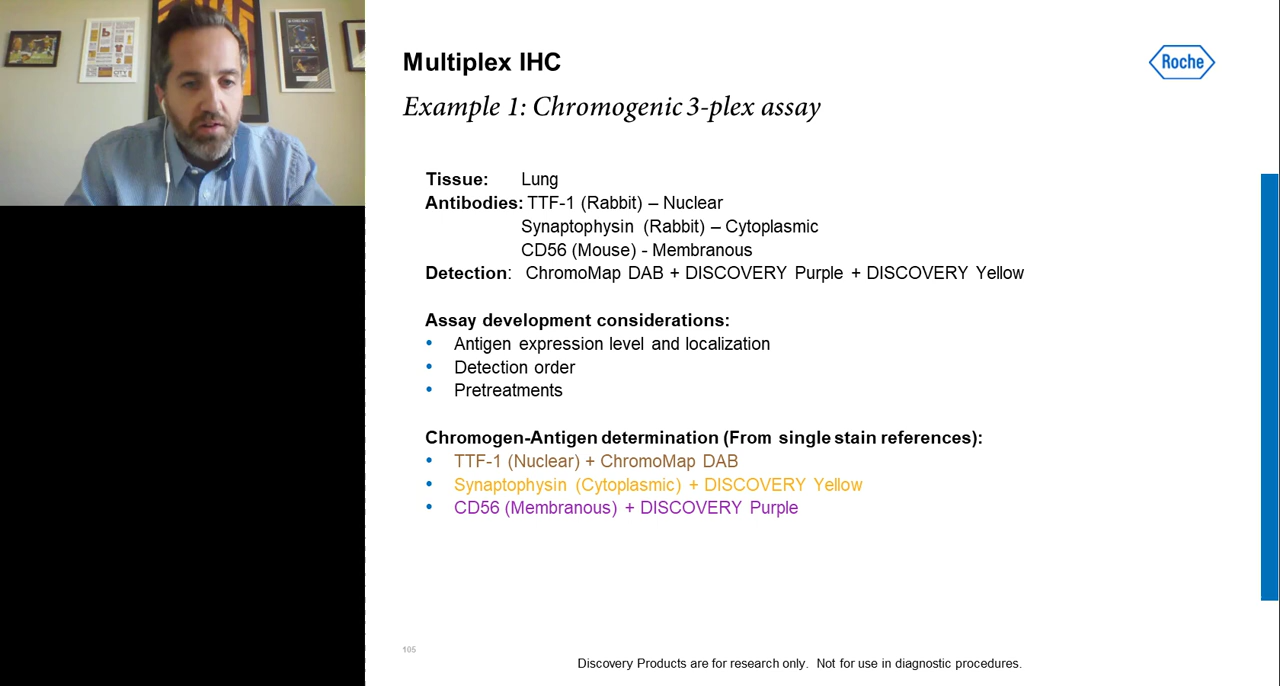 Multiplex IHC
Roche
Example 1: Chromogenic 3-plex assay
Tissue: Lung
Antibodies: TTF-1 (Rabbit) – Nuclear
Synaptophysin (Rabbit) – Cytoplasmic
CD56 (Mouse) - Membranous
Detection: ChromoMap DAB + DISCOVERY Purple + DISCOVERY Yellow
Assay development considerations:
• Antigen expression level and localization
• Detection order
• Pretreatments
Chromogen-Antigen determination (From single stain references):
• TTF-1 (Nuclear) + ChromoMap DAB
• Synaptophysin (Cytoplasmic) + DISCOVERY Yellow
• CD56 (Membranous) + DISCOVERY Purple
105
Discovery Products are for research only. Not for use in diagnostic procedures.